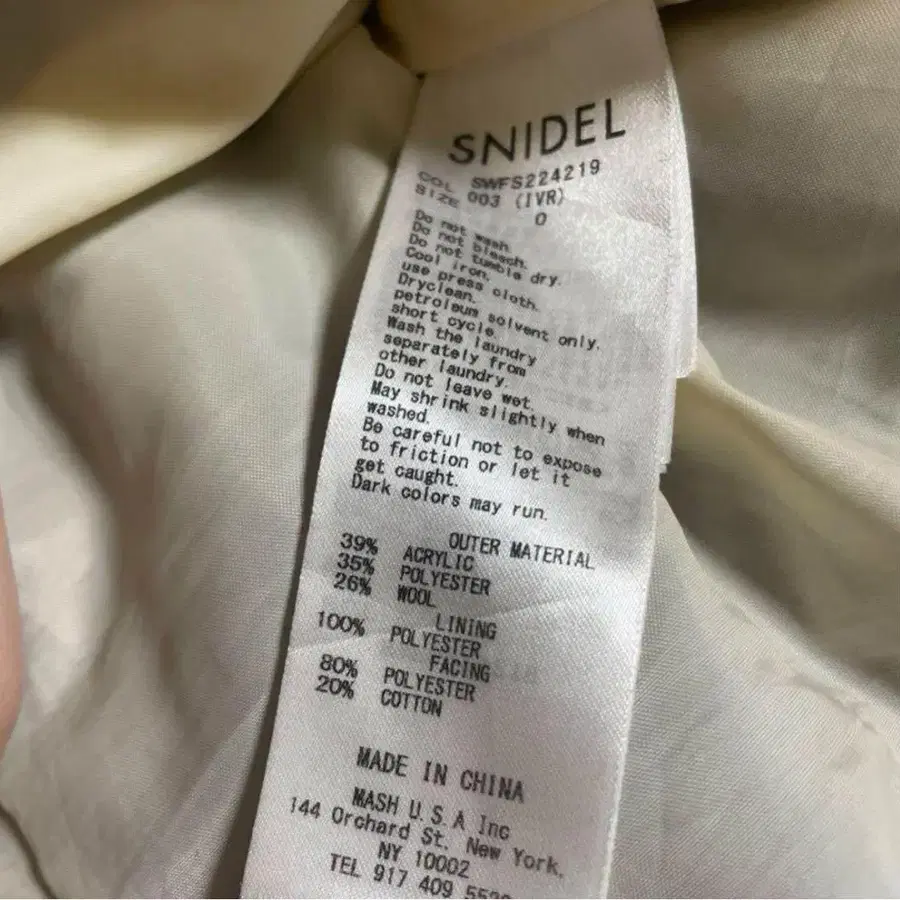 SNIDEL
SWFS224219
COL 003 (IVR)
SIZE 0
Do not wash.
Do not bleach.
Do not tumble dry.
Cool iron.
use press cloth.
Dryclean.
petroleum solvent only.
short cycle.
Wash the laundry
separately from
other laundry.
Do not leave wet.
May shrink slightly when
washed.
Be careful not to expose
to friction or let it
get caught.
Dark colors may run.
OUTER MATERIAL
39% ACRYLIC
35% POLYESTER
26% WOOL
LINING
100% POLYESTER
FACING
80% POLYESTER
20% COTTON
MADE IN CHINA
MASH U.S.A Inc
144 Orchard St. New York,
NY 10002
TEL 917 409